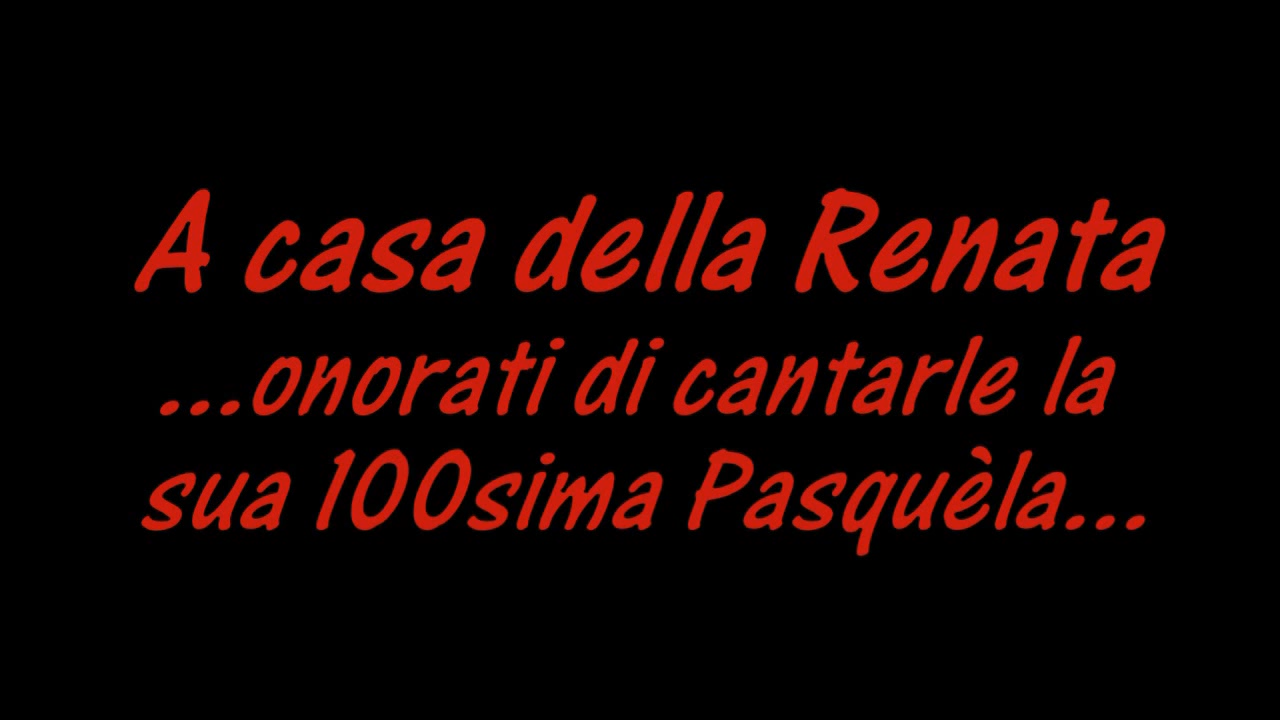 A casa della Renata
...onorati di cantarle la
sua 100sima Pasquèla...